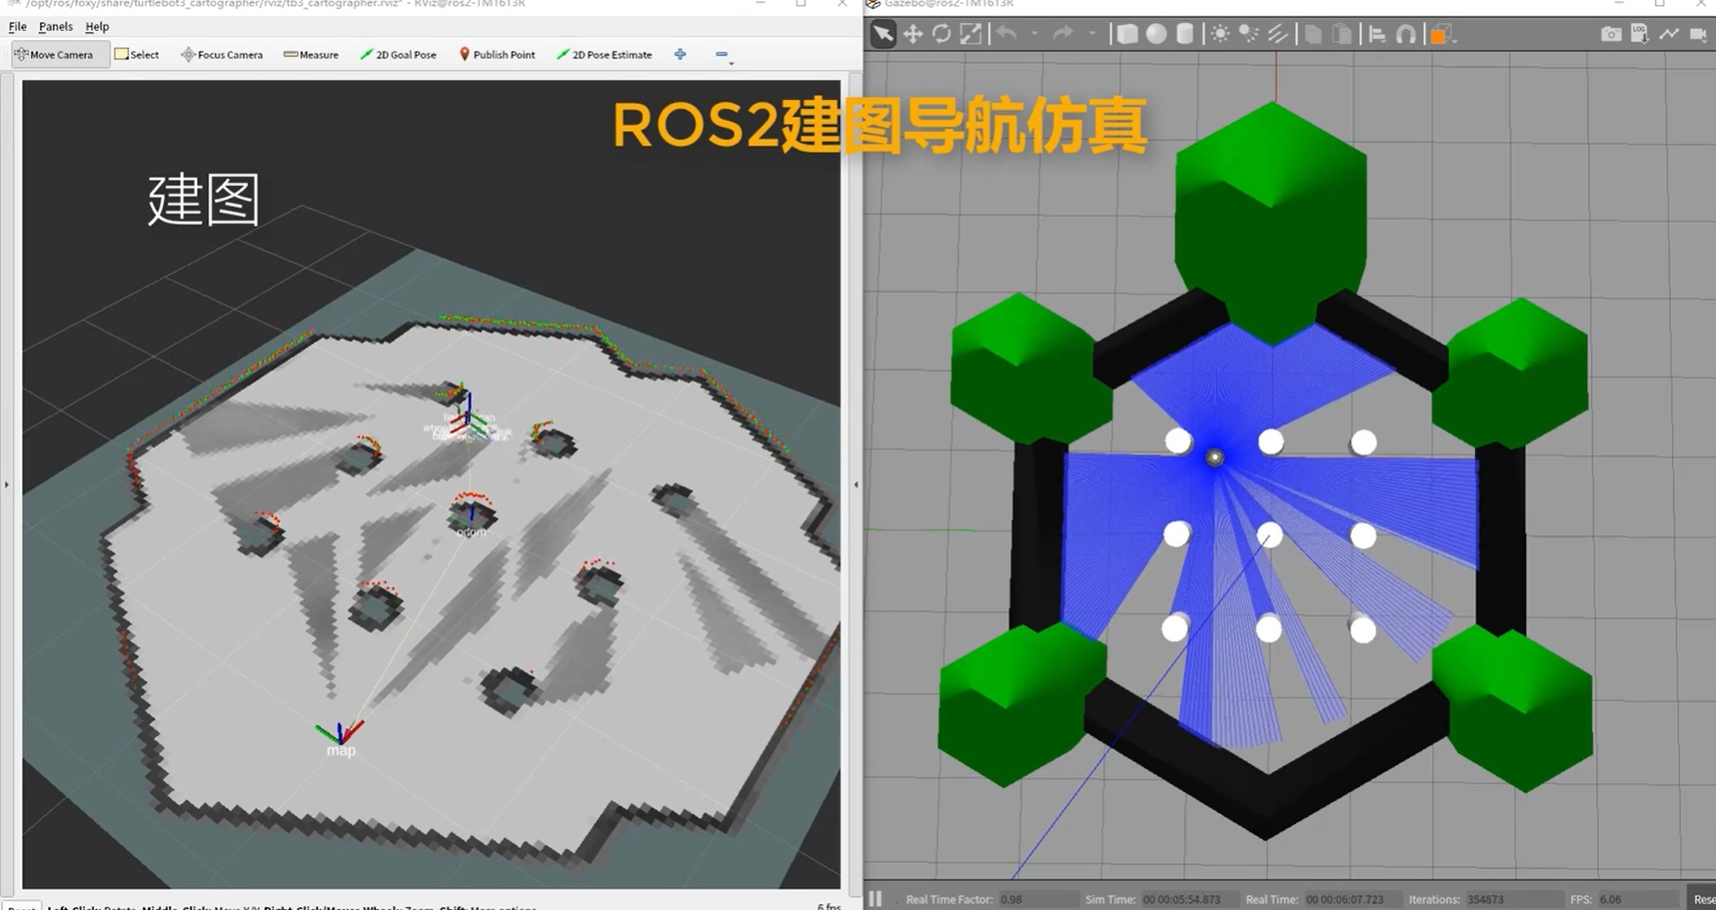 /opt/ros/foxy/share/turtlebot3_cartographer/rviz/tb3_cartographer.rviz* - RViz@ros2-TM1613R
Gazebo@ros2-TM1613R
File Panels Help
Move Camera Select Focus Camera Measure 2D Goal Pose Publish Point 2D Pose Estimate
LOG
ROS2建图导航仿真
建图
odom
map
Real Time Factor: 0.98 Sim Time: 00 00:05:54.873 Real Time: 00 00:06:07.723 Iterations: 354873 FPS: 6.06 Rese
Reset Left-Click: Rotate. Middle-Click: Move X/Y. Right-Click/Mouse Wheel: Zoom. Shift: More options.
6 fps